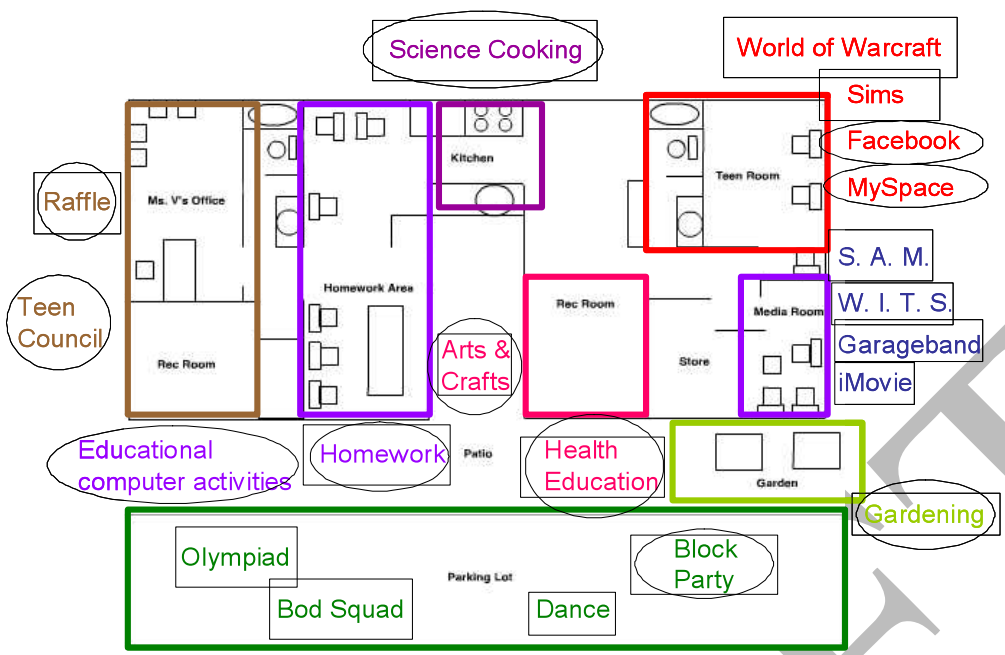 Science Cooking
World of Warcraft
Sims
Facebook
MySpace
Kitchen
Teen Room
Raffle
Ms. V's Office
S. A. M.
W. I. T. S.
Homework Area
Rec Room
Media Room
Teen
Council
Garageband
Arts &
Crafts
Rec Room
Store
iMovie
Educational
computer activities
Homework
Patio
Health
Education
Garden
Gardening
Olympiad
Block
Party
Parking Lot
Bod Squad
Dance